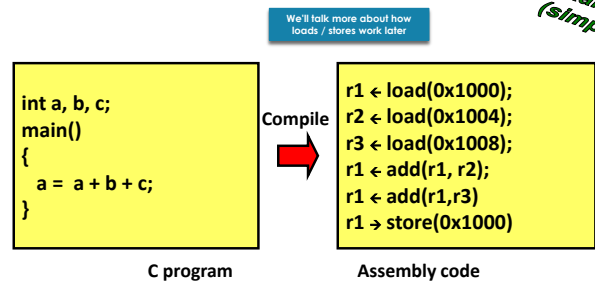 We'll talk more about how
loads / stores work later
(simp
int a, b, c;
main()
{
a = a + b + c;
}
Compile
r1 ← load(0x1000);
r2 ← load(0x1004);
r3 ← load(0x1008);
r1 ← add(r1, r2);
r1 ← add(r1,r3)
r1 → store(0x1000)
C program
Assembly code